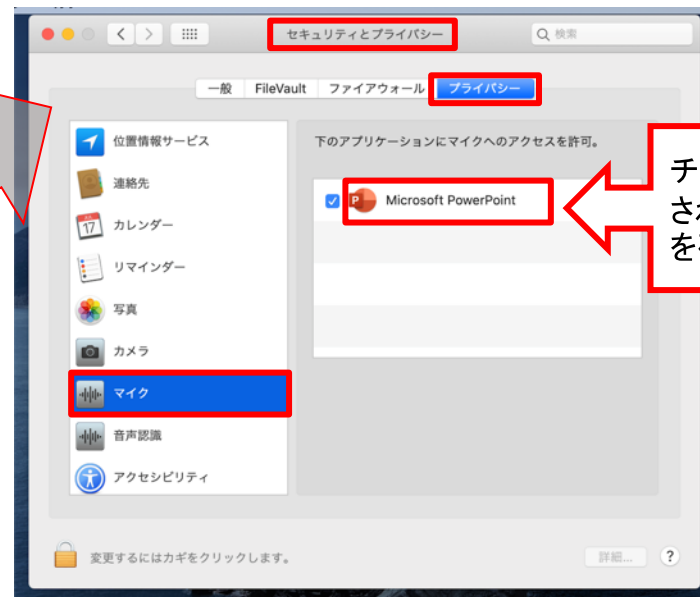 セキュリティとプライバシー
検索
一般 FileVault ファイアウォール プライバシー
位置情報サービス
連絡先
カレンダー
リマインダー
写真
カメラ
マイク
音声認識
アクセシビリティ
下のアプリケーションにマイクへのアクセスを許可。
Microsoft PowerPoint
チ
さ
を
変更するにはカギをクリックします。
詳細... ?